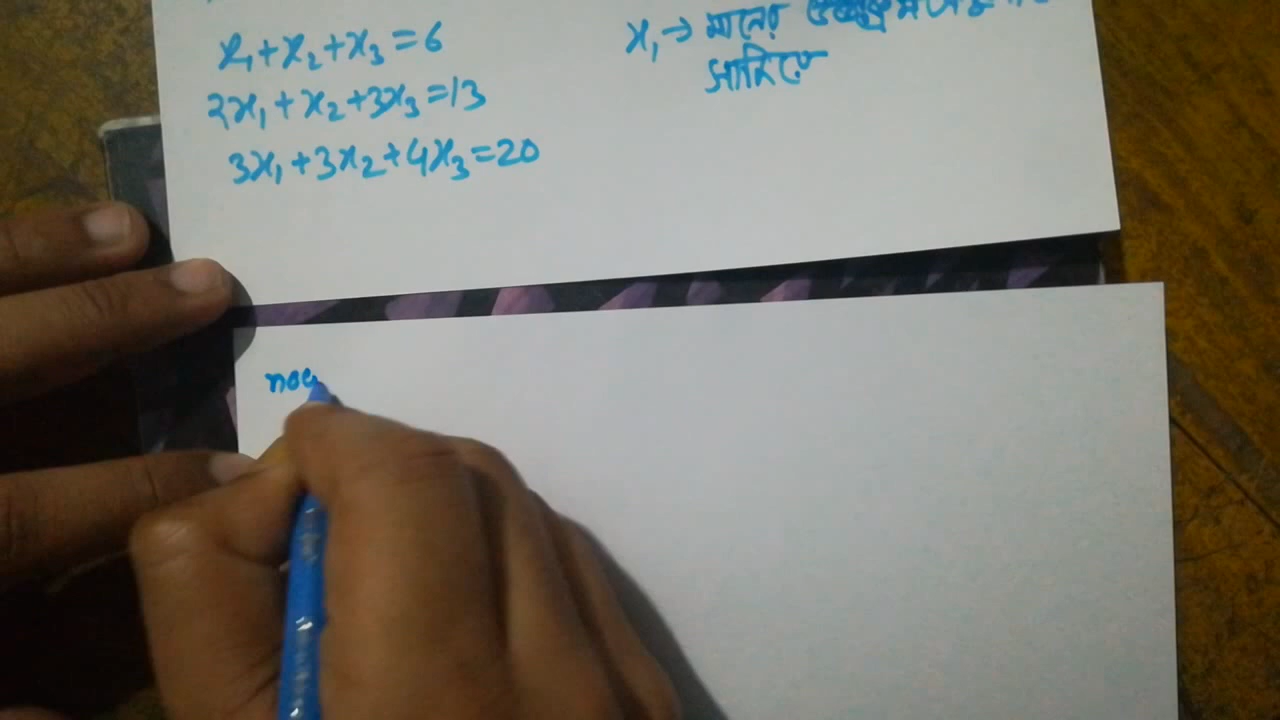 x₁+x₂+x₃=6
2x₁+x₂+3x₃=13
3x₁+3x₂+4x₃=20
x₁→ মানের
সাজিয়ে